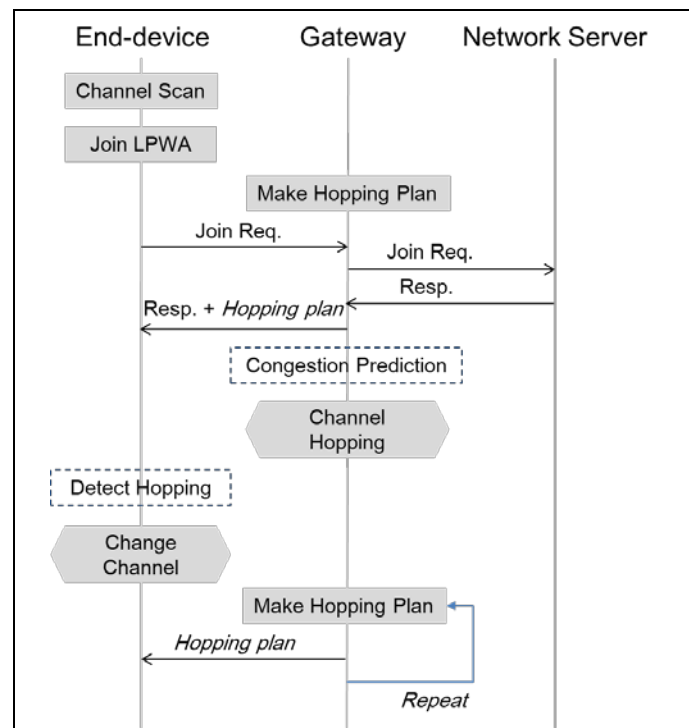 End-device Gateway Network Server
Channel Scan
Join LPWA
Make Hopping Plan
Join Req.
Join Req.
Resp.
Resp. + Hopping plan
Congestion Prediction
Channel
Hopping
Detect Hopping
Change
Channel
Make Hopping Plan
Hopping plan
Repeat